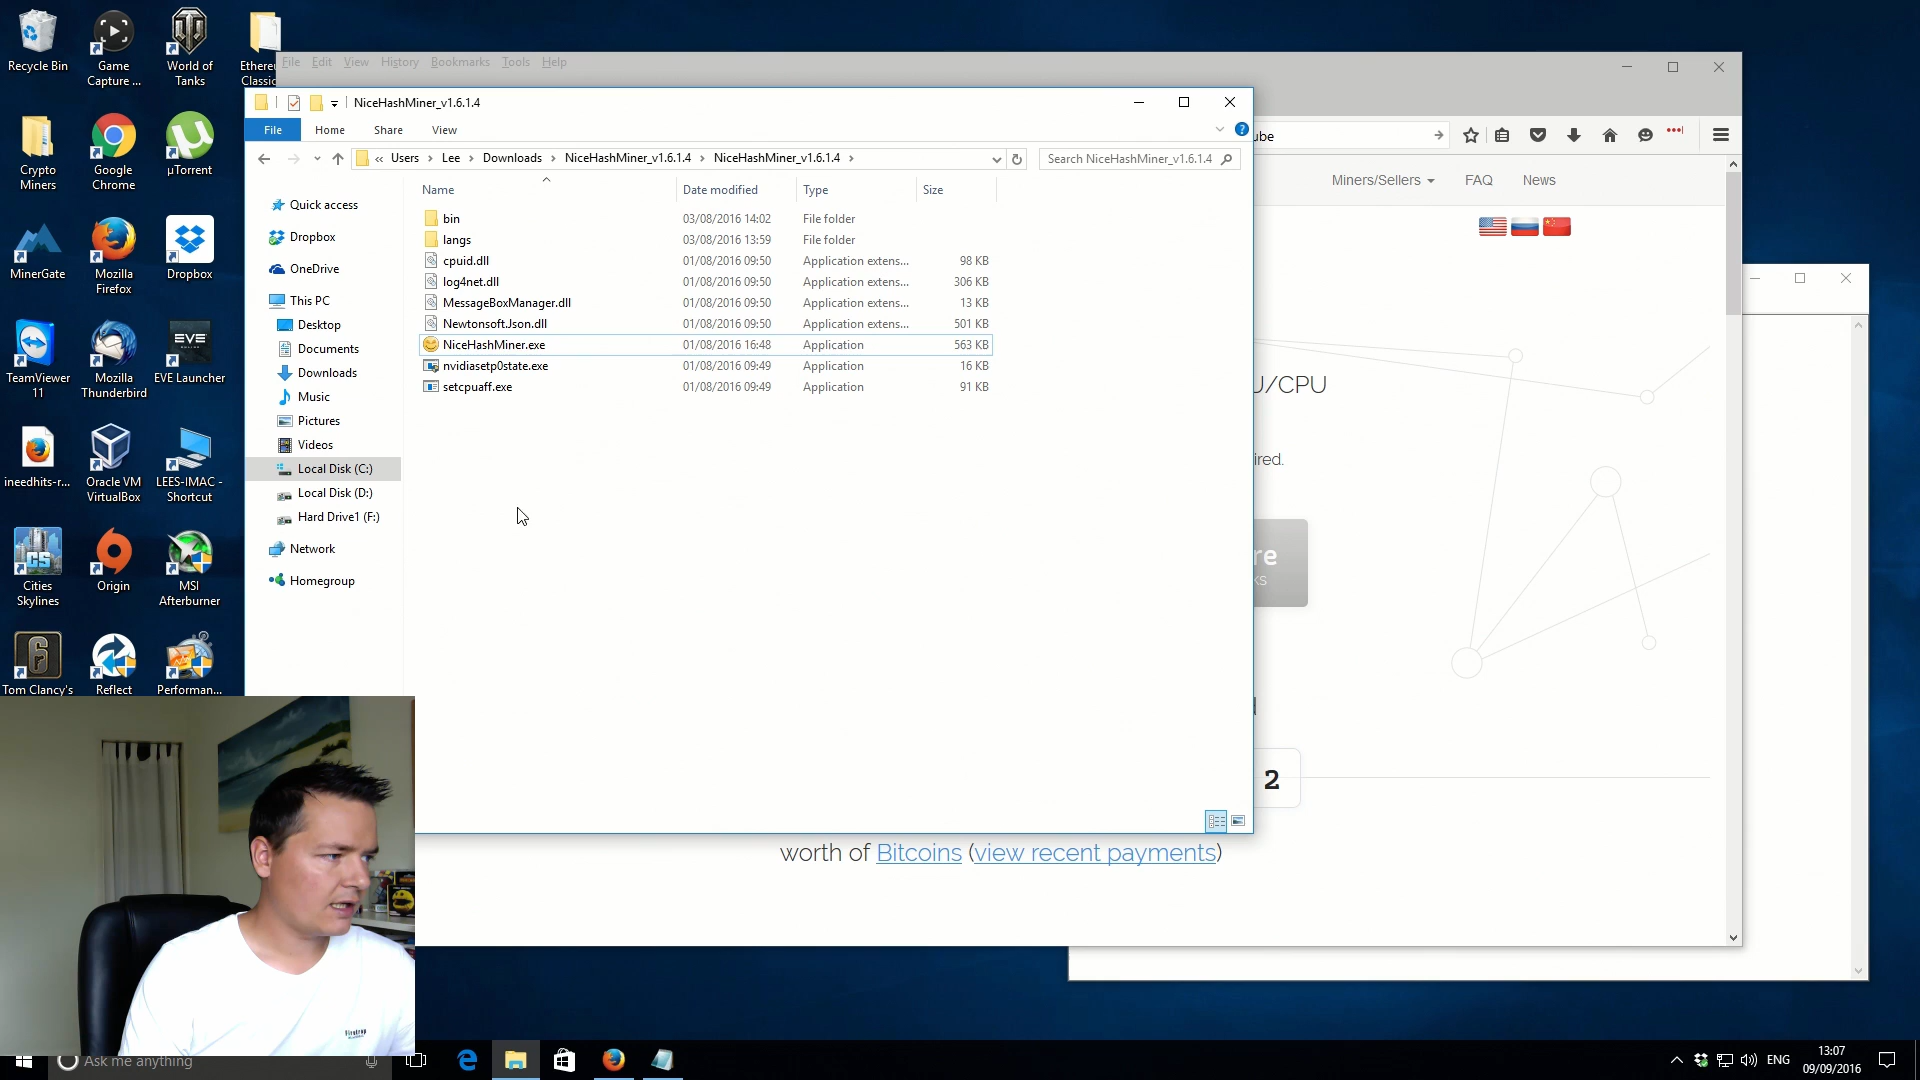 Recycle Bin
Game Capture ...
World of Tanks
Classic
Crypto Miners
Google Chrome
µTorrent
MinerGate
Mozilla Firefox
Dropbox
TeamViewer 11
Mozilla Thunderbird
EVE
EVE Launcher
ineedhits-r...
Oracle VM VirtualBox
LEES-IMAC - Shortcut
CS
Cities Skylines
Origin
MSI Afterburner
6
Tom Clancy's
Reflect
Performan...
File Edit View History Bookmarks Tools Help
NiceHashMiner_v1.6.1.4
File Home Share View
« Users › Lee › Downloads › NiceHashMiner_v1.6.1.4 › NiceHashMiner_v1.6.1.4 ›
Search NiceHashMiner_v1.6.1.4
Quick access
Dropbox
OneDrive
This PC
Desktop
Documents
Downloads
Music
Pictures
Videos
Local Disk (C:)
Local Disk (D:)
Hard Drive1 (F:)
Network
Homegroup
Name Date modified Type Size
bin 03/08/2016 14:02 File folder
langs 03/08/2016 13:59 File folder
cpuid.dll 01/08/2016 09:50 Application extens... 98 KB
log4net.dll 01/08/2016 09:50 Application extens... 306 KB
MessageBoxManager.dll 01/08/2016 09:50 Application extens... 13 KB
Newtonsoft.Json.dll 01/08/2016 09:50 Application extens... 501 KB
NiceHashMiner.exe 01/08/2016 16:48 Application 563 KB
nvidiasetp0state.exe 01/08/2016 09:49 Application 16 KB
setcpuaff.exe 01/08/2016 09:49 Application 91 KB
Miners/Sellers FAQ News
/CPU
2
worth of Bitcoins (view recent payments)
Ask me anything
ENG
13:07
09/09/2016